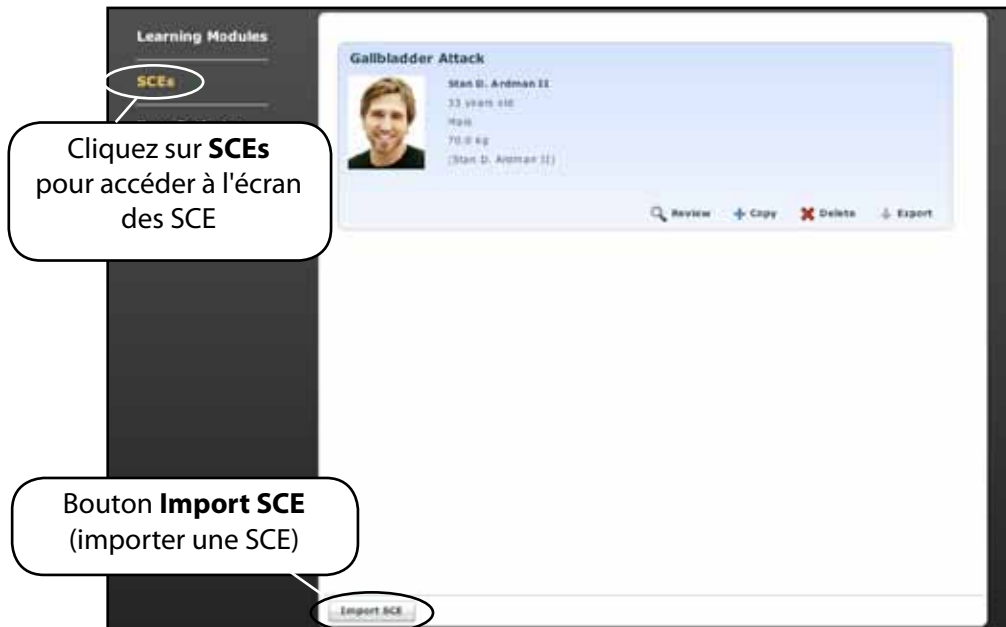 Learning Modules
SCEs
Cliquez sur SCEs
pour accéder à l'écran
des SCE
Gallbladder Attack
Stan D. Ardman II
33 years old
Male
70.0 kg
(Stan D. Ardman II)
Review Copy Delete Export
Bouton Import SCE
(importer une SCE)
Import SCE